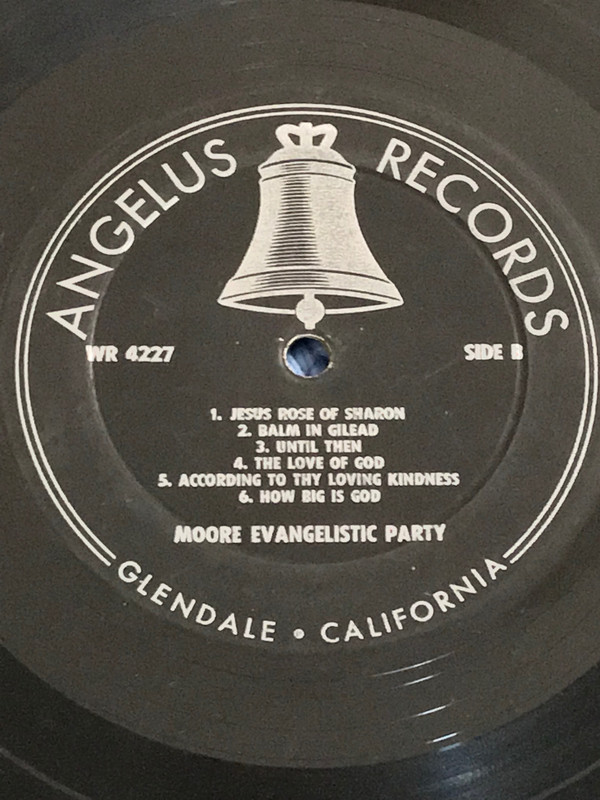 ANGELUS RECORDS
WR 4227
SIDE B
1. JESUS ROSE OF SHARON
2. BALM IN GILEAD
3. UNTIL THEN
4. THE LOVE OF GOD
5. ACCORDING TO THY LOVING KINDNESS
6. HOW BIG IS GOD
MOORE EVANGELISTIC PARTY
GLENDALE • CALIFORNIA